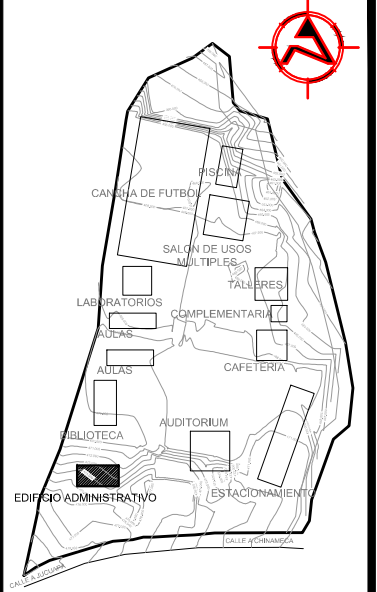 PISCINA
CANCHA DE FUTBOL
SALON DE USOS
MULTIPLES
TALLERES
LABORATORIOS
COMPLEMENTARIA
AULAS
AULAS
CAFETERIA
BIBLIOTECA
AUDITORIUM
EDIFICIO ADMINISTRATIVO
ESTACIONAMIENTO
CALLE A CHINAMECA
CALLE A JUCUAPA